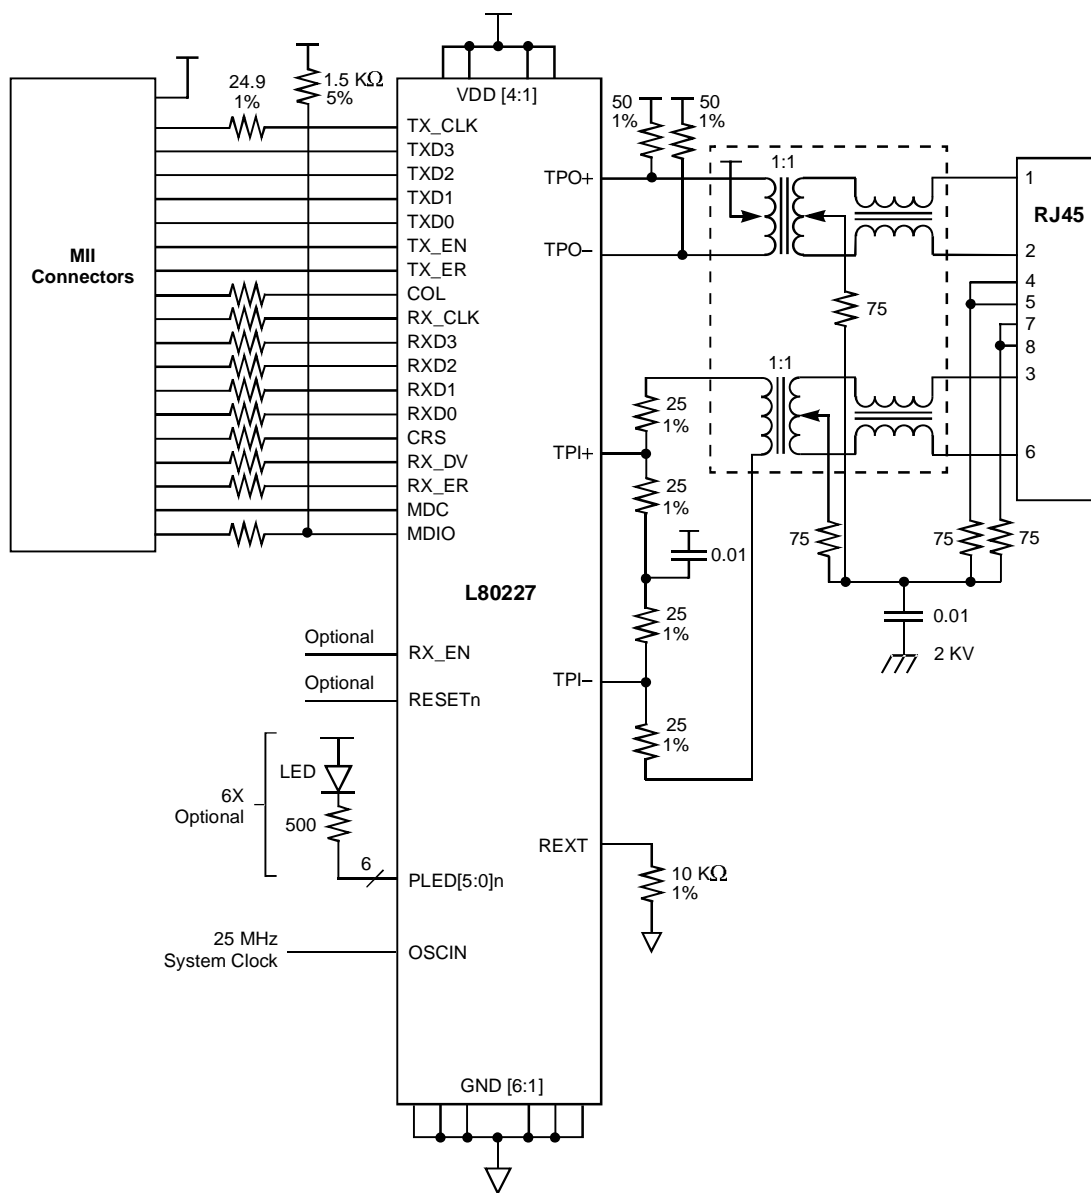 MII
Connectors
24.9
1%
1.5 KΩ
5%
VDD [4:1]
TX_CLK
TXD3
TXD2
TXD1
TXD0
TX_EN
TX_ER
COL
RX_CLK
RXD3
RXD2
RXD1
RXD0
CRS
RX_DV
RX_ER
MDC
MDIO
L80227
Optional
RX_EN
Optional
RESETn
6X
Optional
LED
500
6
PLED[5:0]n
25 MHz
System Clock
OSCIN
GND [6:1]
TPO+
TPO−
TPI+
TPI−
REXT
50
1%
50
1%
1:1
75
1:1
25
1%
25
1%
0.01
25
1%
25
1%
10 KΩ
1%
RJ45
1
2
4
5
7
8
3
6
75
75
75
0.01
2 KV